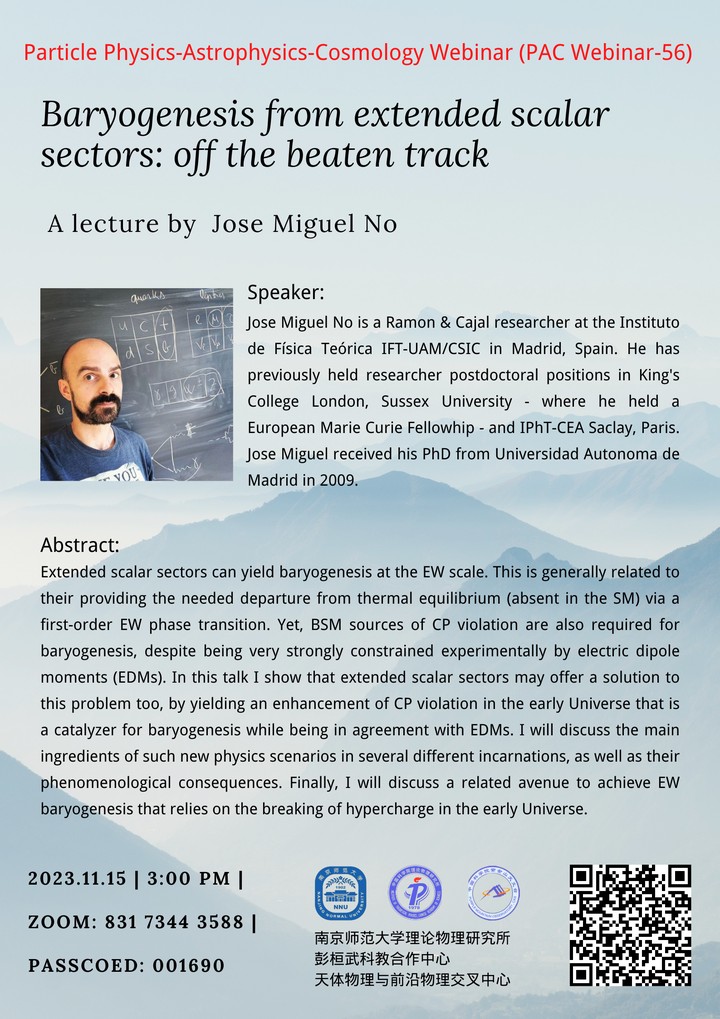 Particle Physics-Astrophysics-Cosmology Webinar (PAC Webinar-56)
Baryogenesis from extended scalar
sectors: off the beaten track
A lecture by Jose Miguel No
quarks
u c t
d s b
Speaker:
Jose Miguel No is a Ramon & Cajal researcher at the Instituto
de Física Teórica IFT-UAM/CSIC in Madrid, Spain. He has
previously held researcher postdoctoral positions in King's
College London, Sussex University - where he held a
European Marie Curie Fellowhip - and IPhT-CEA Saclay, Paris.
Jose Miguel received his PhD from Universidad Autonoma de
Madrid in 2009.
Abstract:
Extended scalar sectors can yield baryogenesis at the EW scale. This is generally related to
their providing the needed departure from thermal equilibrium (absent in the SM) via a
first-order EW phase transition. Yet, BSM sources of CP violation are also required for
baryogenesis, despite being very strongly constrained experimentally by electric dipole
moments (EDMs). In this talk I show that extended scalar sectors may offer a solution to
this problem too, by yielding an enhancement of CP violation in the early Universe that is
a catalyzer for baryogenesis while being in agreement with EDMs. I will discuss the main
ingredients of such new physics scenarios in several different incarnations, as well as their
phenomenological consequences. Finally, I will discuss a related avenue to achieve EW
baryogenesis that relies on the breaking of hypercharge in the early Universe.
2023.11.15 | 3:00 PM |
ZOOM: 831 7344 3588 |
PASSCOED: 001690
1902
NNU
南京师范大学理论物理研究所
彭桓武科教合作中心
天体物理与前沿物理交叉中心